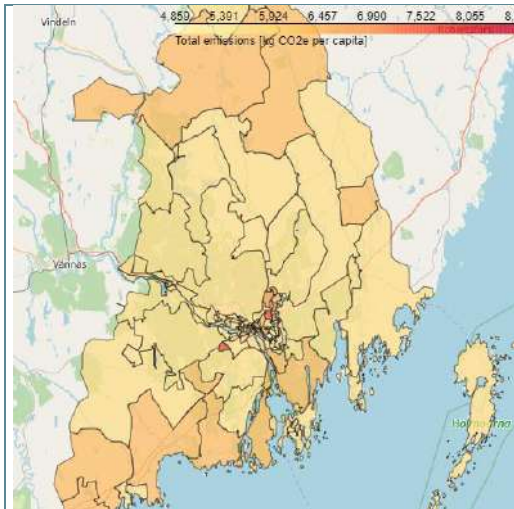 Vindeln
4,859 5,391 5,924 6,457 6,990 7,522 8,055 8,
Total emissions [kg CO2e per capita]
Vännäs